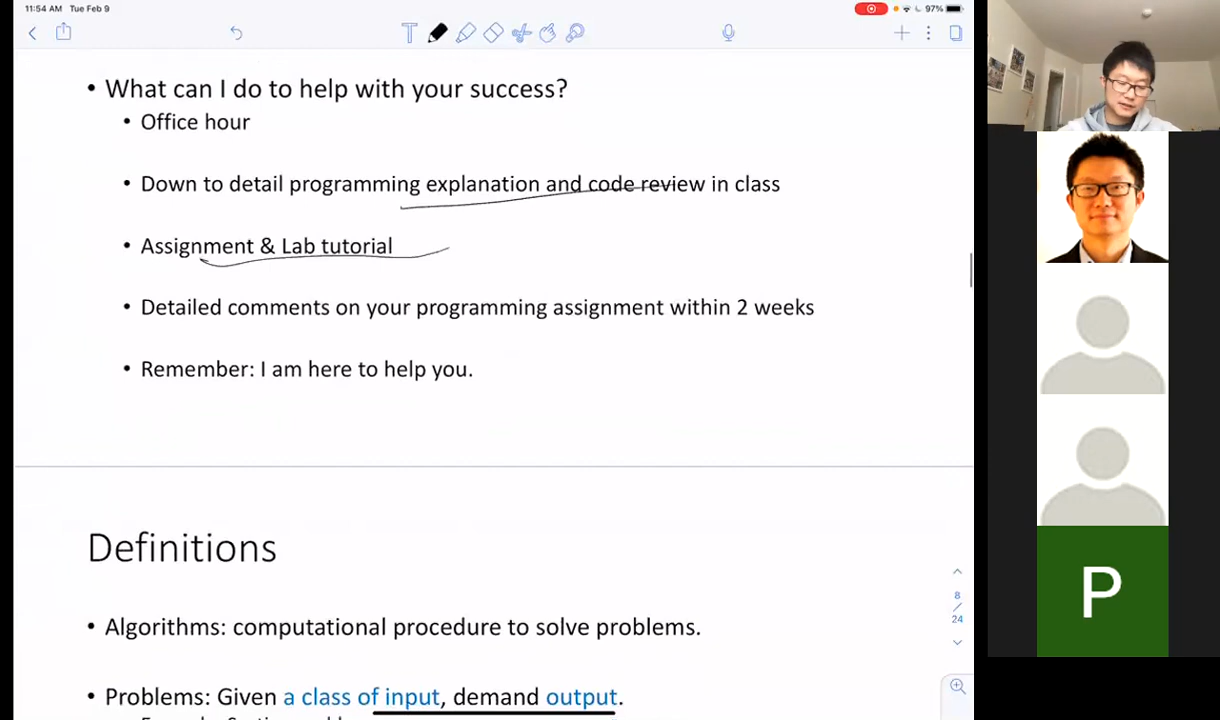 11:54 AM Tue Feb 9
97%
• What can I do to help with your success?
• Office hour
• Down to detail programming explanation and code review in class
• Assignment & Lab tutorial
• Detailed comments on your programming assignment within 2 weeks
• Remember: I am here to help you.
Definitions
8
/
24
• Algorithms: computational procedure to solve problems.
• Problems: Given a class of input, demand output.
P